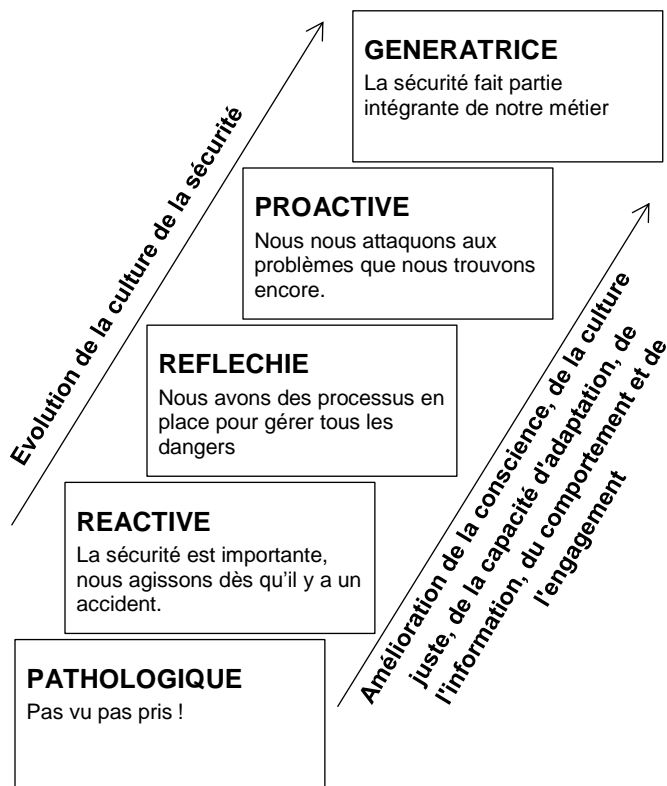 GENERATRICE
La sécurité fait partie
intégrante de notre métier
PROACTIVE
Nous nous attaquons aux
problèmes que nous trouvons
encore.
REFLECHIE
Nous avons des processus en
place pour gérer tous les
dangers
REACTIVE
La sécurité est importante,
nous agissons dès qu'il y a un
accident.
PATHOLOGIQUE
Pas vu pas pris !
Evolution de la culture de la sécurité
Amélioration de la conscience, de la culture
juste, de la capacité d'adaptation, de
l'information, du comportement et de
l'engagement